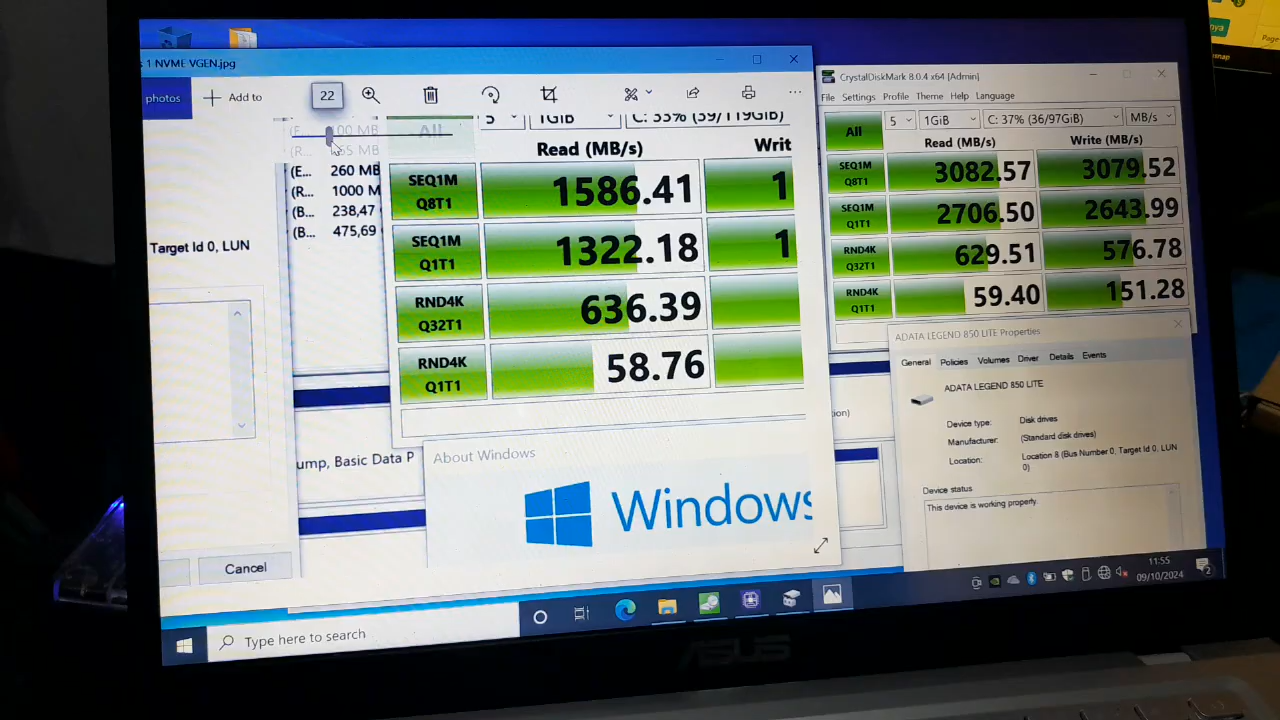 s 1 NVME VGEN.jpg
photos
Add to
22
100 MB
260 MB
(R... 1000 M
(B... 238,47
(B... 475,69
Target Id 0, LUN
ump, Basic Data P
Cancel
All 5 1GiB C: 33% (39/119GiB)
Read (MB/s) Writ
SEQ1M
Q8T1
1586.41 1
SEQ1M
Q1T1
1322.18 1
RND4K
Q32T1
636.39
RND4K
Q1T1
58.76
About Windows
Windows
CrystalDiskMark 8.0.4 x64 [Admin]
File Settings Profile Theme Help Language
All 5 1GiB C: 37% (36/97GiB) MB/s
Read (MB/s) Write (MB/s)
SEQ1M
Q8T1
3082.57 3079.52
SEQ1M
Q1T1
2706.50 2643.99
RND4K
Q32T1
629.51 576.78
RND4K
Q1T1
59.40 151.28
ADATA LEGEND 850 LITE Properties
General Policies Volumes Driver Details Events
ADATA LEGEND 850 LITE
Device type: Disk drives
Manufacturer: (Standard disk drives)
Location: Location 8 (Bus Number 0, Target Id 0, LUN
0)
Device status
This device is working properly.
Type here to search
11:55
09/10/2024
2
ASUS